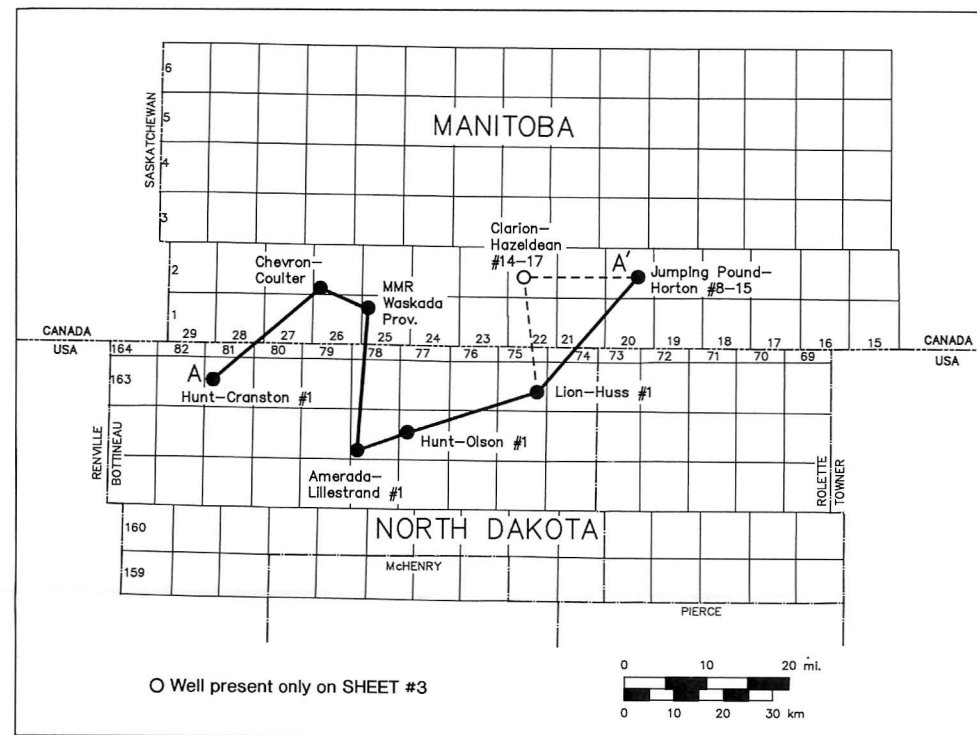 6
SASKATCHEWAN
5
MANITOBA
4
3
Clarion–
Hazeldean
#14–17
A'
2
Chevron–
Coulter
Jumping Pound–
Horton #8–15
MMR
Waskada
Prov.
1
CANADA
29 28 27 26 25 24 23 22 21 20 19 18 17 16 15
CANADA
USA
164 82 81 80 79 78 77 76 75 74 73 72 71 70 69
USA
163
A
Hunt–Cranston #1
Lion–Huss #1
Hunt–Olson #1
RENVILLE
BOTTINEAU
Amerada–
Lillestrand #1
ROLETTE
TOWNER
160
NORTH DAKOTA
McHENRY
159
PIERCE
O Well present only on SHEET #3
0 10 20 mi.
0 10 20 30 km